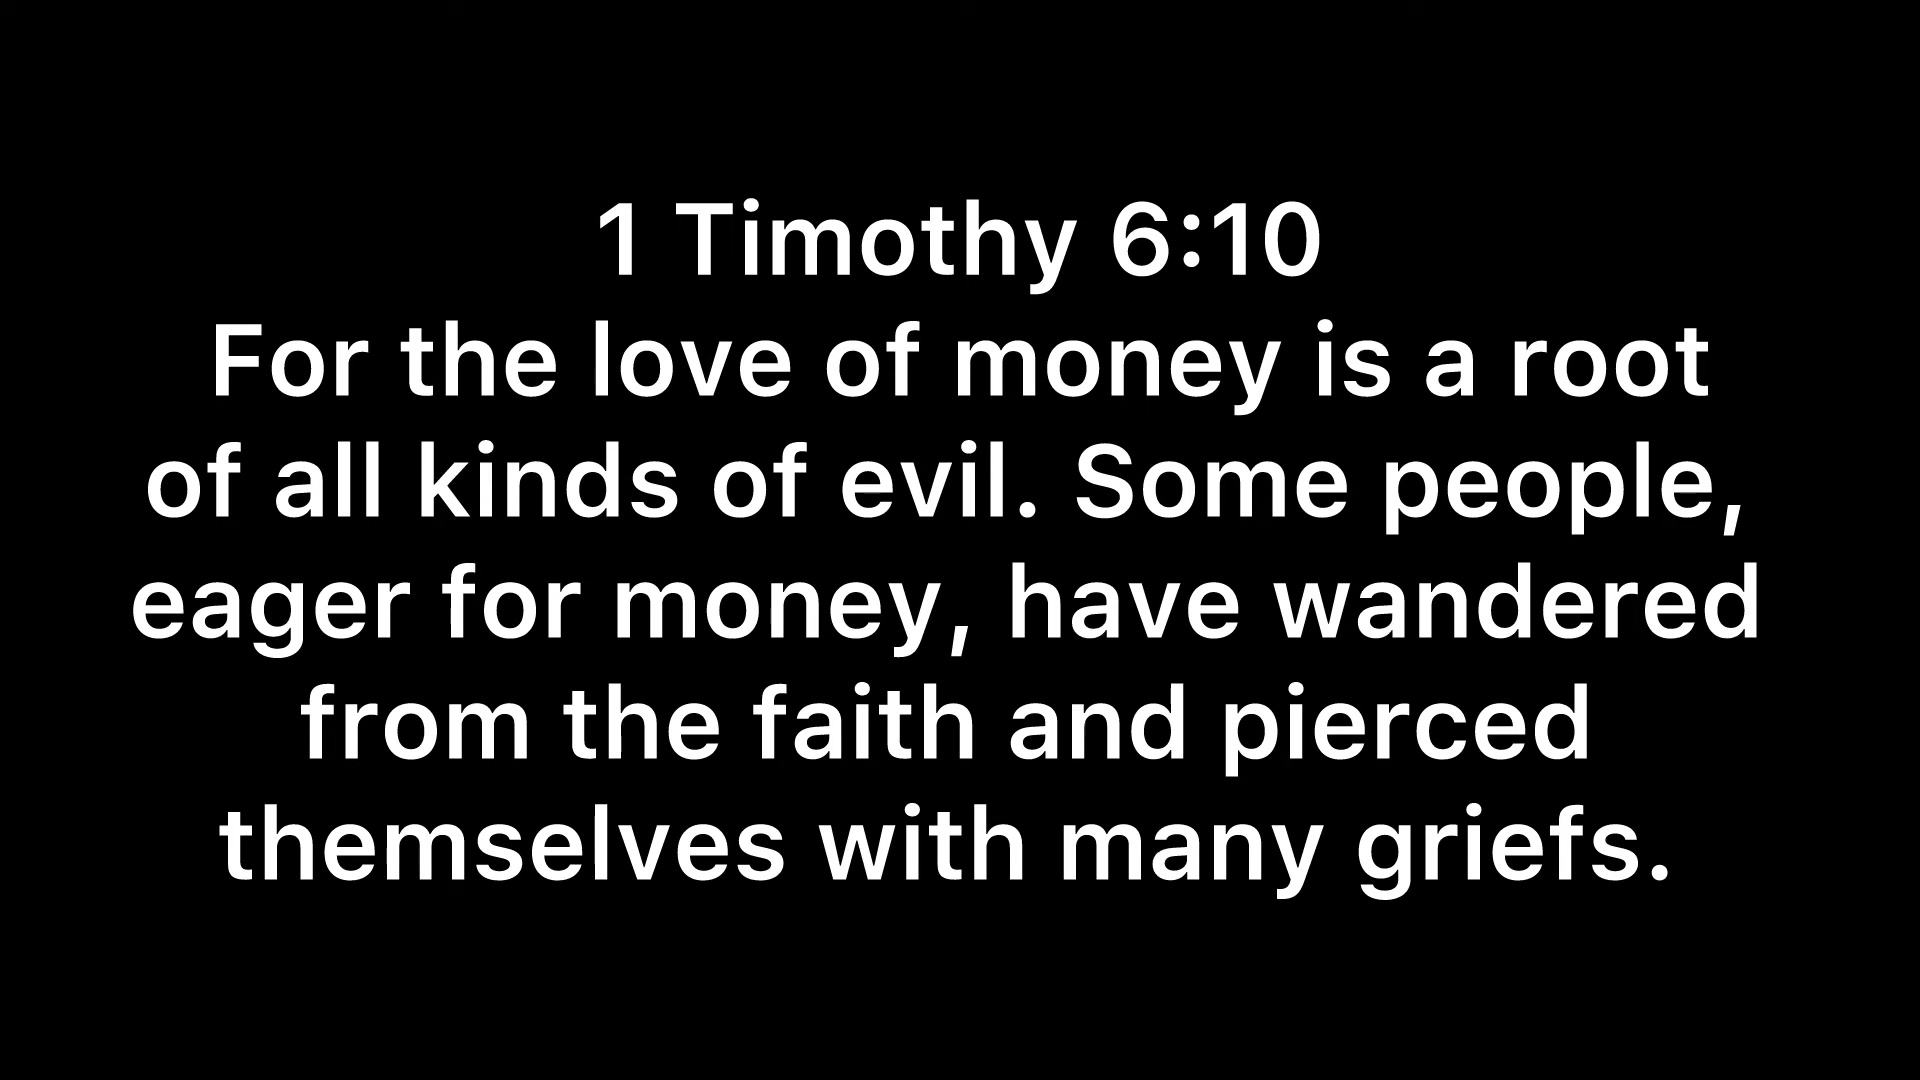 1 Timothy 6:10
For the love of money is a root
of all kinds of evil. Some people,
eager for money, have wandered
from the faith and pierced
themselves with many griefs.